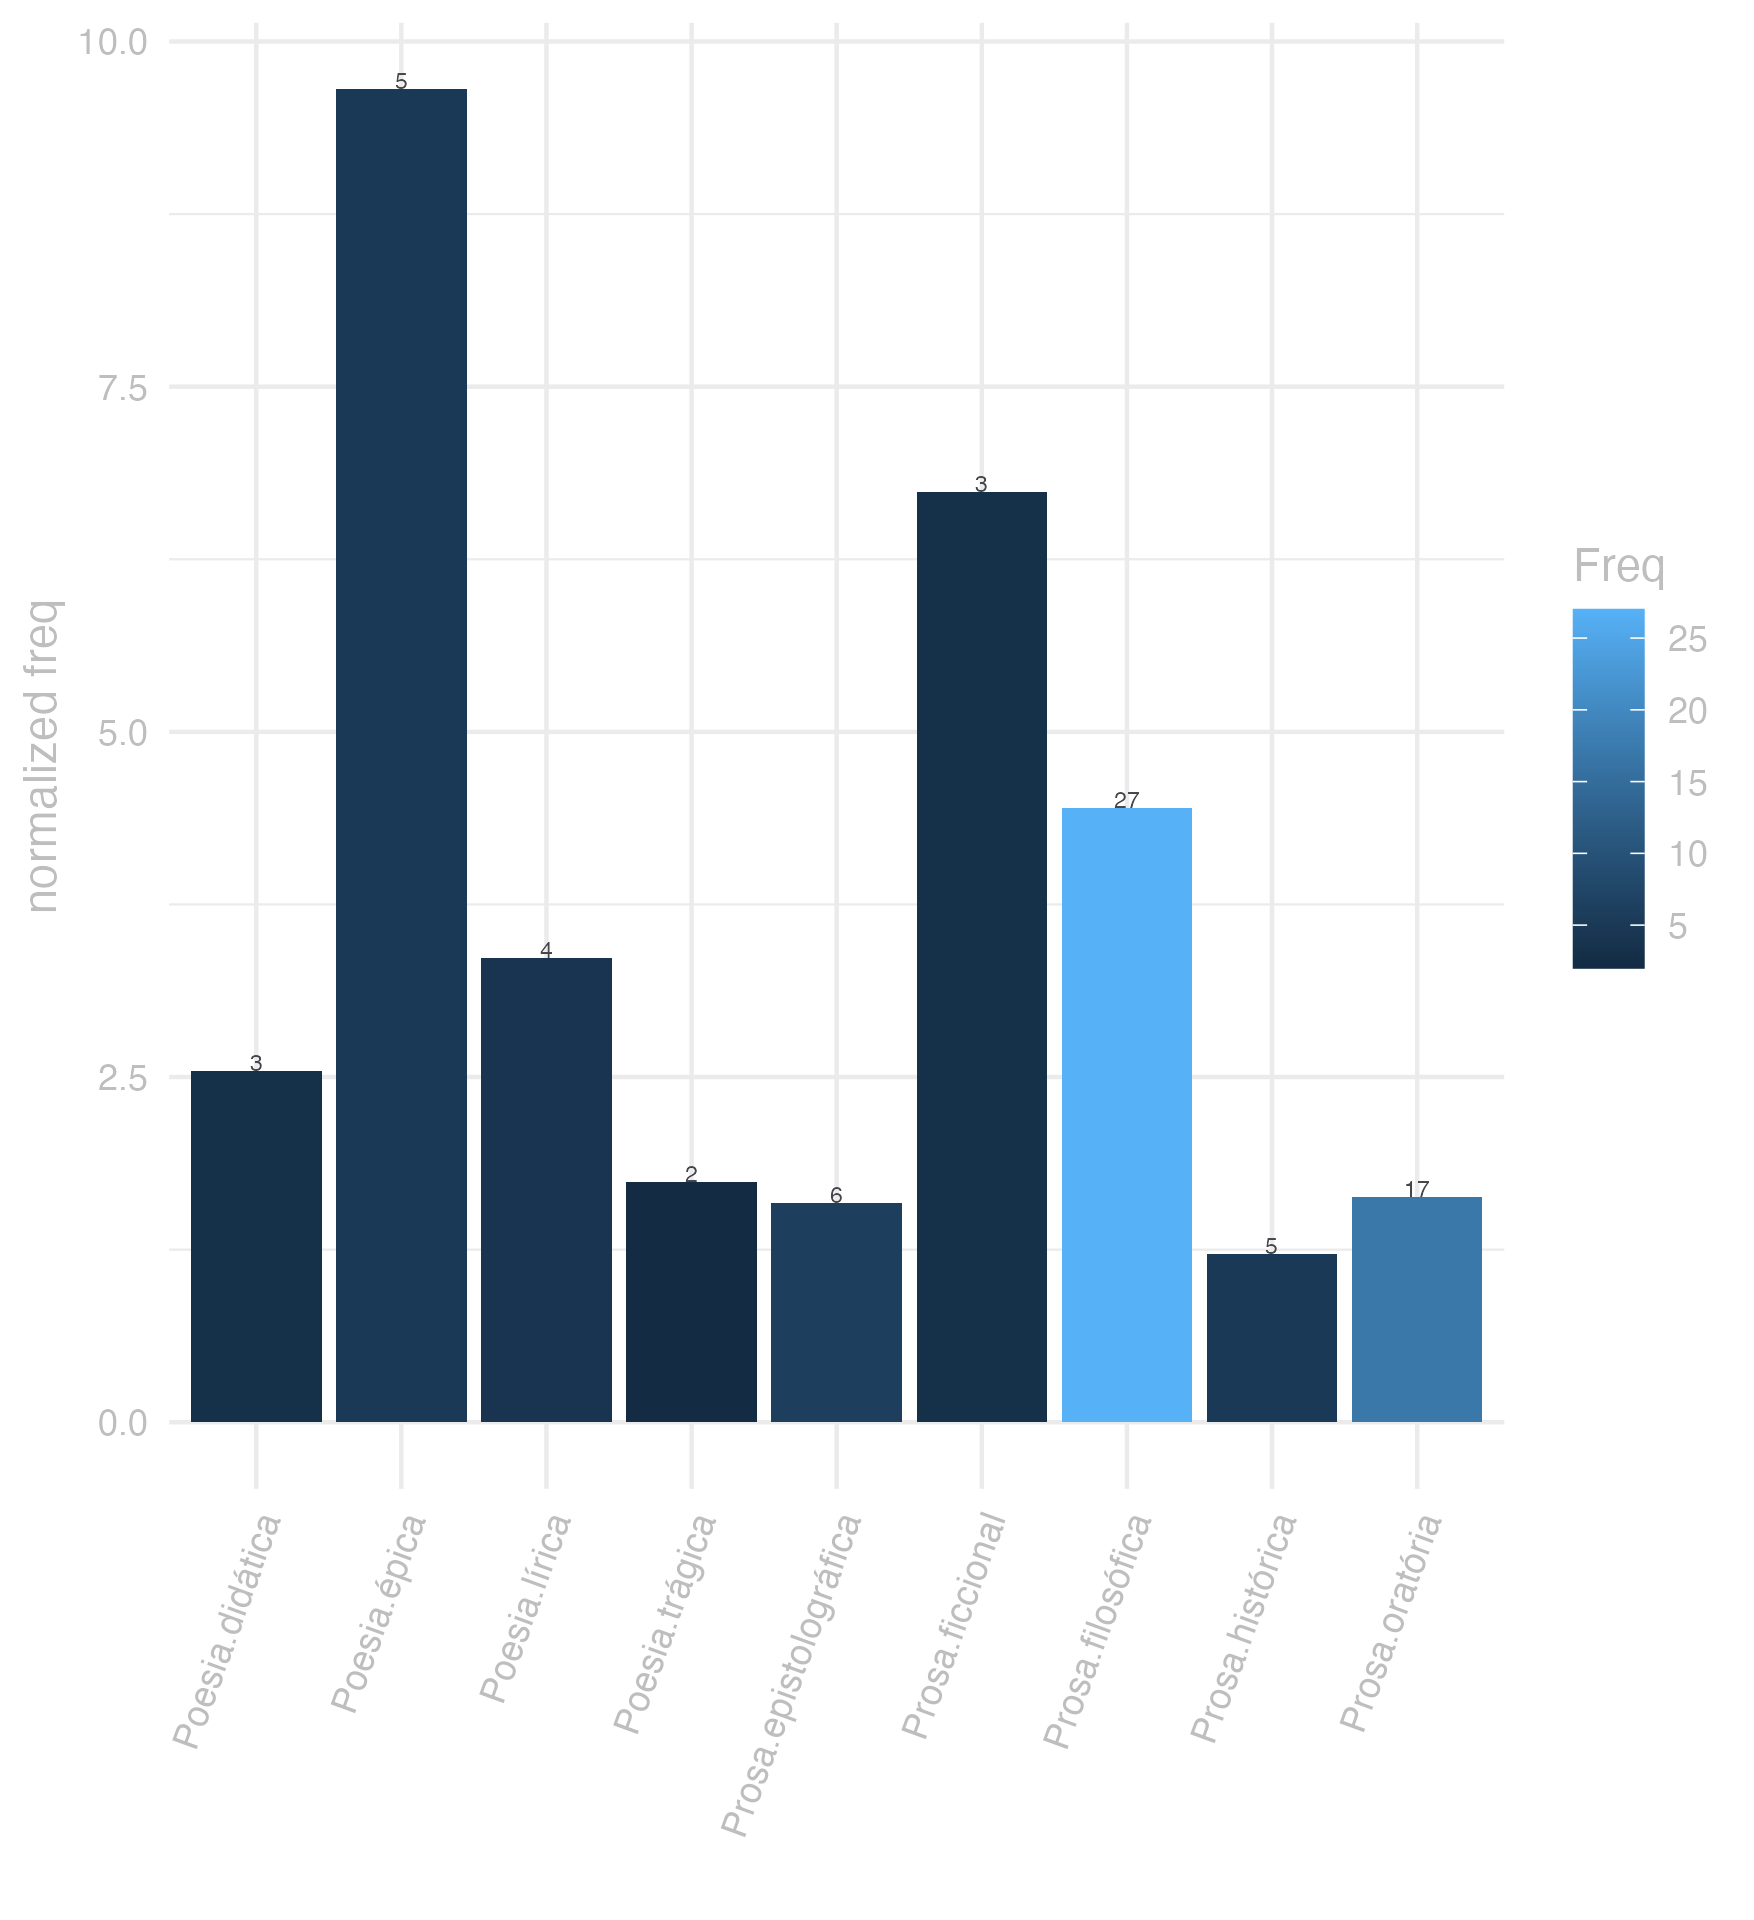 10.0
7.5
5.0
2.5
0.0
normalized freq
5
3
27
4
3
2
6
17
5
Poesia.didática
Poesia.épica
Poesia.lírica
Poesia.trágica
Prosa.epistolográfica
Prosa.ficcional
Prosa.filosófica
Prosa.histórica
Prosa.oratória
Freq
25
20
15
10
5